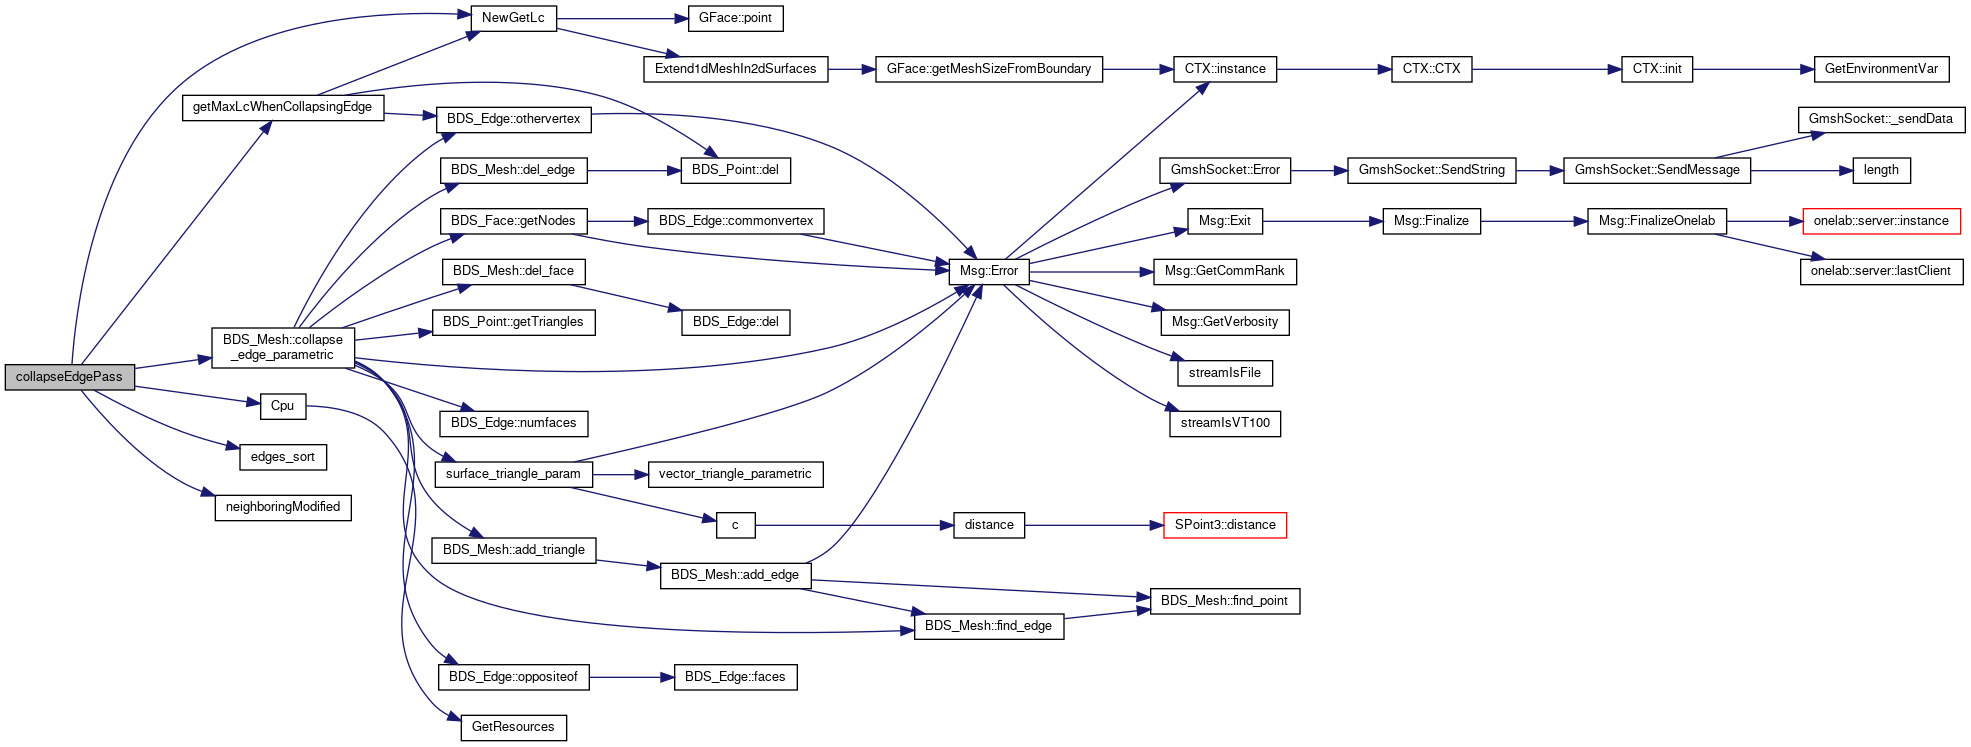 NewGetLc
GFace::point
Extend1dMeshIn2dSurfaces
GFace::getMeshSizeFromBoundary
CTX::instance
CTX::CTX
CTX::init
GetEnvironmentVar
getMaxLcWhenCollapsingEdge
BDS_Edge::othervertex
GmshSocket::_sendData
BDS_Mesh::del_edge
BDS_Point::del
GmshSocket::Error
GmshSocket::SendString
GmshSocket::SendMessage
length
BDS_Face::getNodes
BDS_Edge::commonvertex
Msg::Exit
Msg::Finalize
Msg::FinalizeOnelab
onelab::server::instance
BDS_Mesh::del_face
Msg::Error
Msg::GetCommRank
onelab::server::lastClient
BDS_Point::getTriangles
BDS_Edge::del
Msg::GetVerbosity
BDS_Mesh::collapse
_edge_parametric
collapseEdgePass
streamIsFile
Cpu
BDS_Edge::numfaces
streamIsVT100
edges_sort
surface_triangle_param
vector_triangle_parametric
neighboringModified
c
distance
SPoint3::distance
BDS_Mesh::add_triangle
BDS_Mesh::add_edge
BDS_Mesh::find_point
BDS_Mesh::find_edge
BDS_Edge::oppositeof
BDS_Edge::faces
GetResources